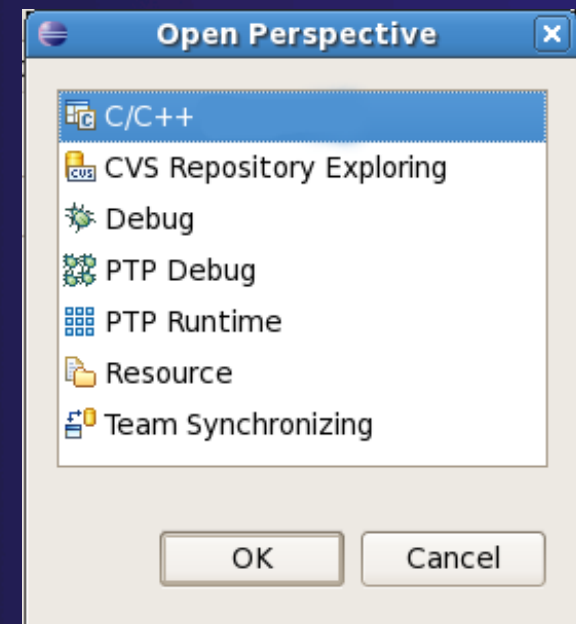 Open Perspective
C/C++
CVS Repository Exploring
Debug
PTP Debug
PTP Runtime
Resource
Team Synchronizing
OK Cancel